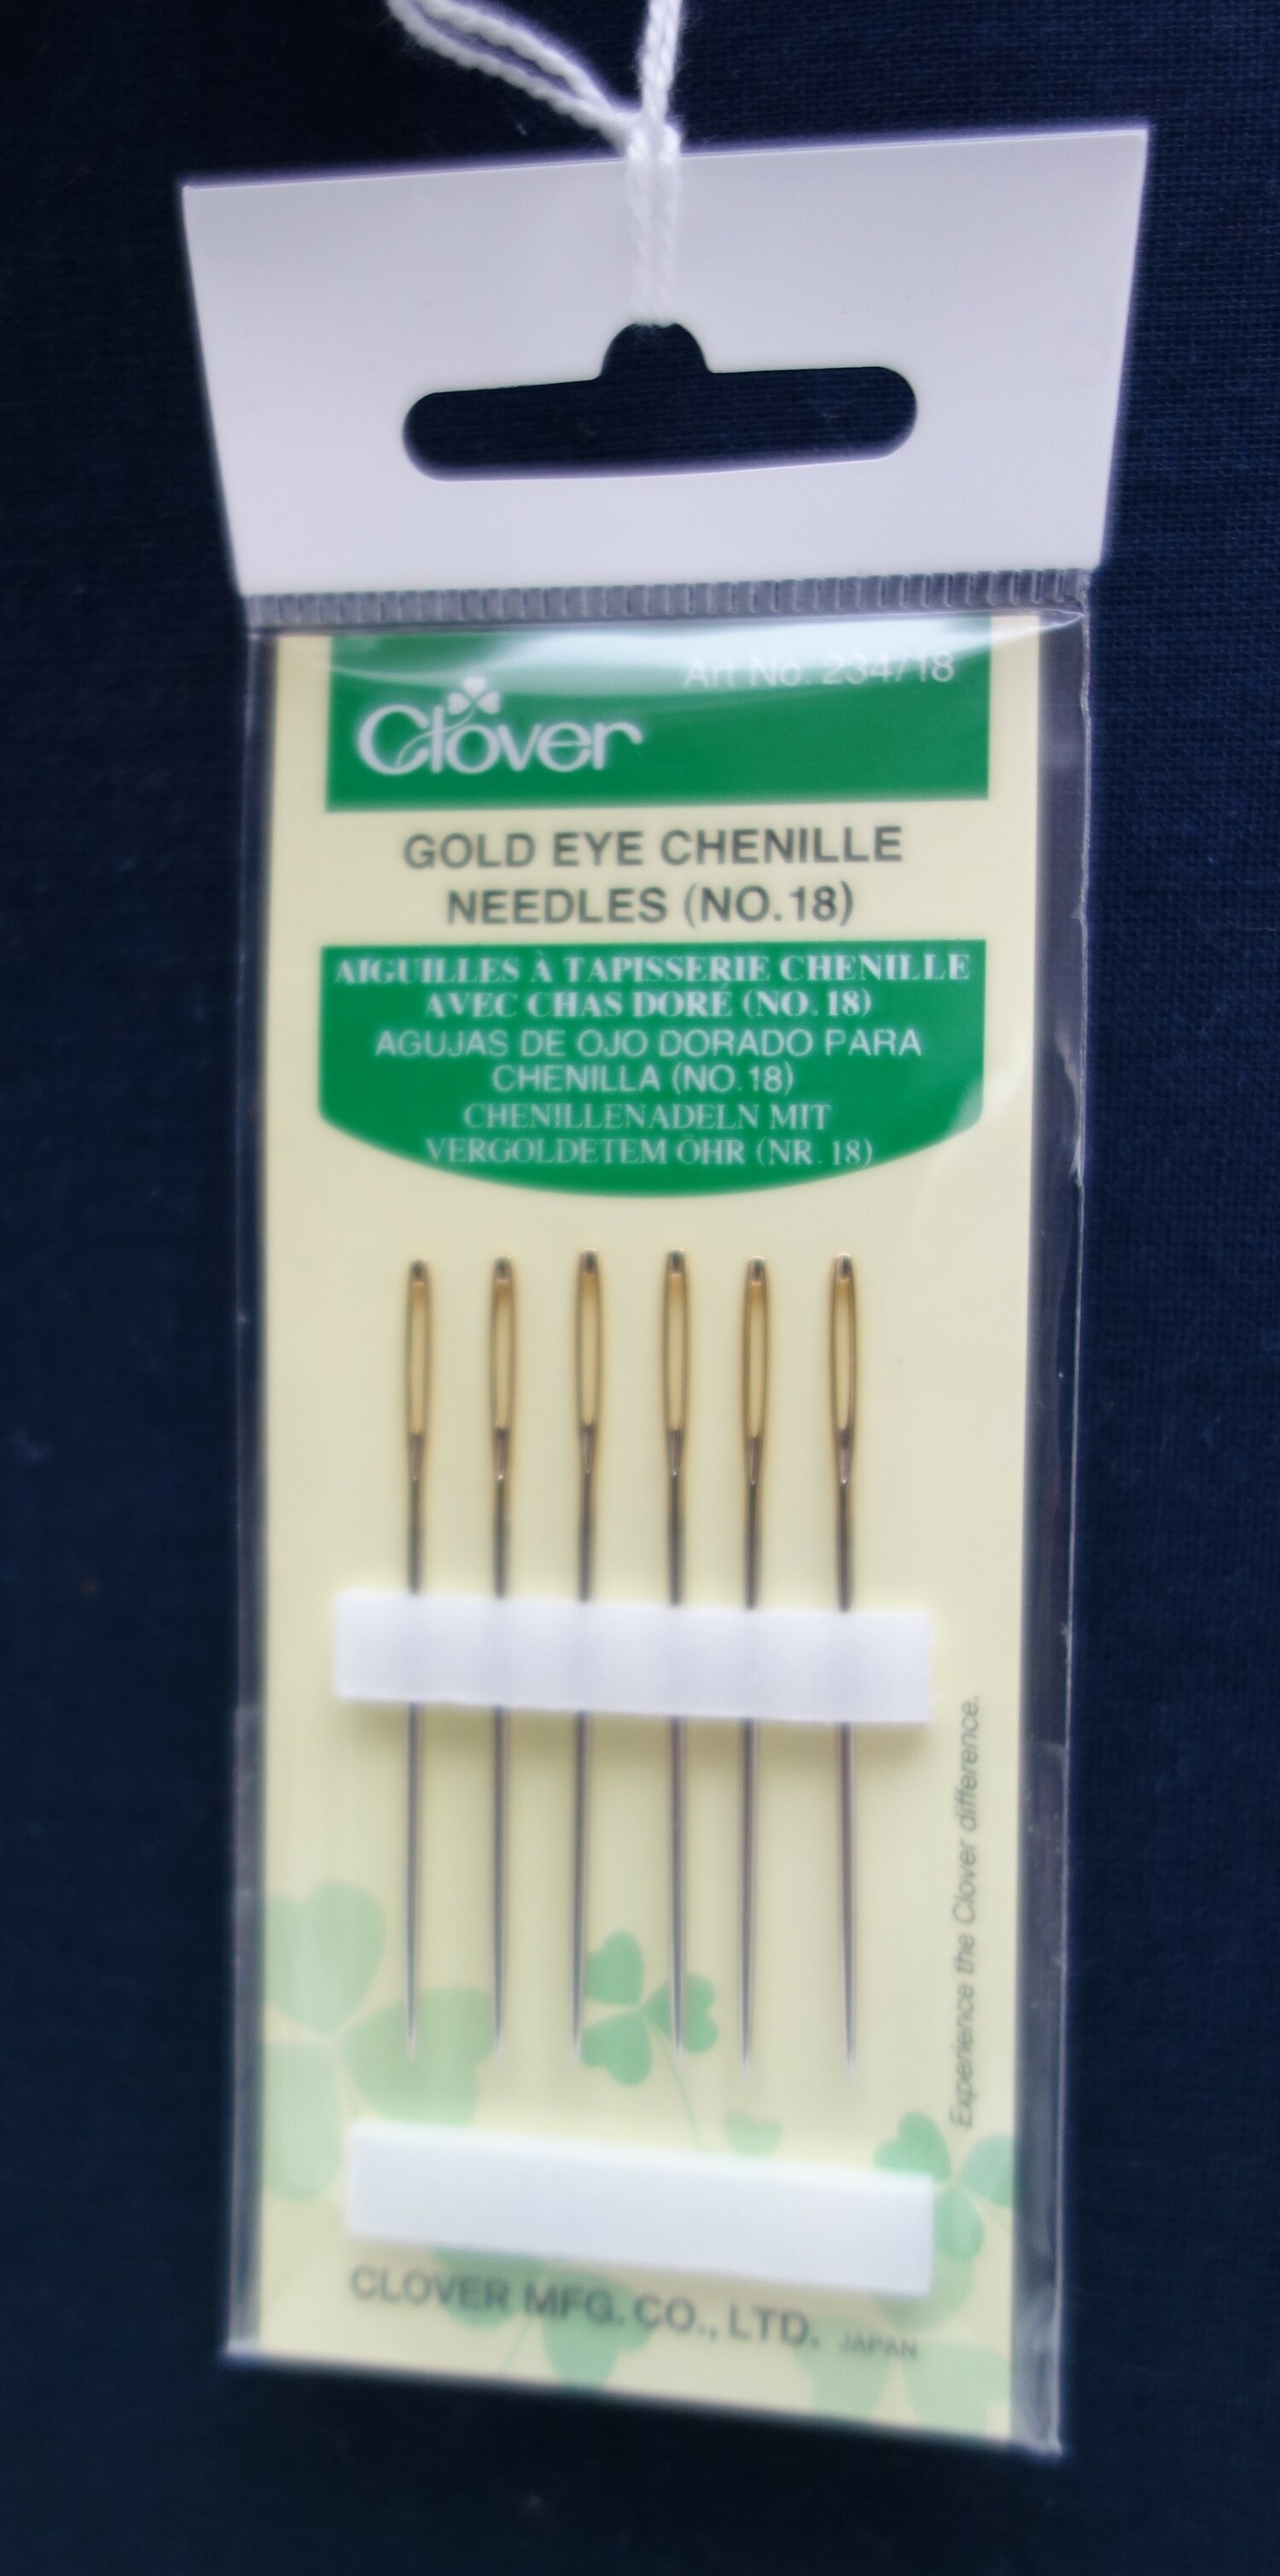 Art No. 234/18
Clover
GOLD EYE CHENILLE
NEEDLES (NO.18)
AIGUILLES À TAPISSERIE CHENILLE
AVEC CHAS DORÉ (NO. 18)
AGUJAS DE OJO DORADO PARA
CHENILLA (NO.18)
CHENILLENADELN MIT
VERGOLDETEM ÖHR (NR. 18)
Experience the Clover difference.
CLOVER MFG. CO., LTD. JAPAN